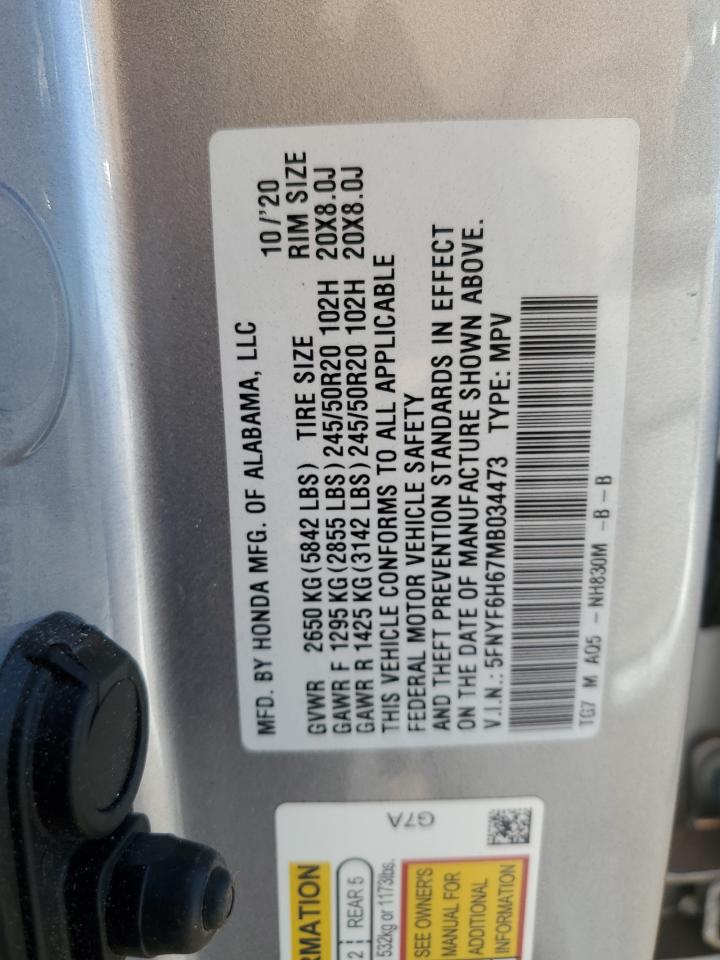 MFD. BY HONDA MFG. OF ALABAMA, LLC 10/'20
GVWR 2650 KG(5842 LBS) TIRE SIZE RIM SIZE
GAWR F 1295 KG(2855 LBS)245/50R20 102H 20X8.0J
GAWR R 1425 KG(3142 LBS)245/50R20 102H 20X8.0J
THIS VEHICLE CONFORMS TO ALL APPLICABLE
FEDERAL MOTOR VEHICLE SAFETY
AND THEFT PREVENTION STANDARDS IN EFFECT
ON THE DATE OF MANUFACTURE SHOWN ABOVE.
V.I.N.: 5FNYF6H67MB034473 TYPE: MPV
TG7 M A05 - NH830M -B-B
G7A
2 REAR 5
532kg or 1173lbs.
SEE OWNER'S
MANUAL FOR
ADDITIONAL
INFORMATION